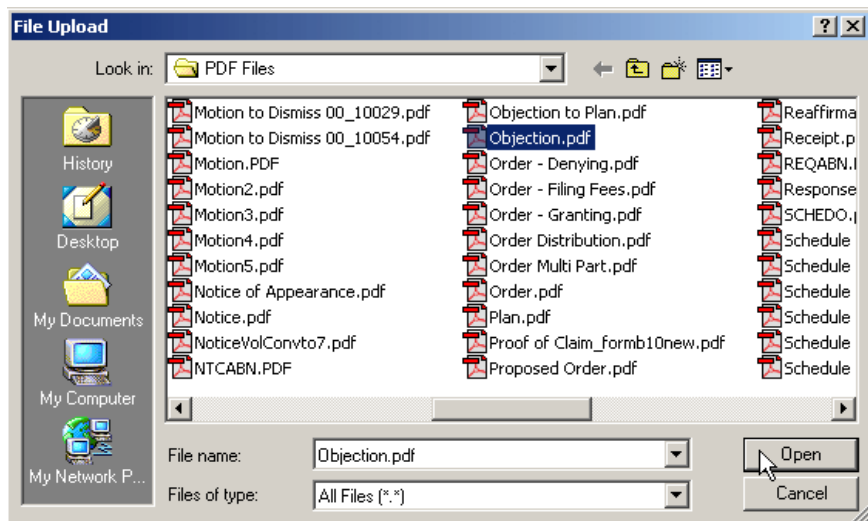 File Upload
Look in: PDF Files
History
Desktop
My Documents
My Computer
My Network P...
Motion to Dismiss 00_10029.pdf
Motion to Dismiss 00_10054.pdf
Motion.PDF
Motion2.pdf
Motion3.pdf
Motion4.pdf
Motion5.pdf
Notice of Appearance.pdf
Notice.pdf
NoticeVolConvto7.pdf
NTCABN.PDF
Objection to Plan.pdf
Objection.pdf
Order - Denying.pdf
Order - Filing Fees.pdf
Order - Granting.pdf
Order Distribution.pdf
Order Multi Part.pdf
Order.pdf
Plan.pdf
Proof of Claim_formb10new.pdf
Proposed Order.pdf
Reaffirma
Receipt.p
REQABN.
Response
SCHEDO.
Schedule
Schedule
Schedule
Schedule
Schedule
Schedule
File name: Objection.pdf Open
Files of type: All Files (*.*) Cancel